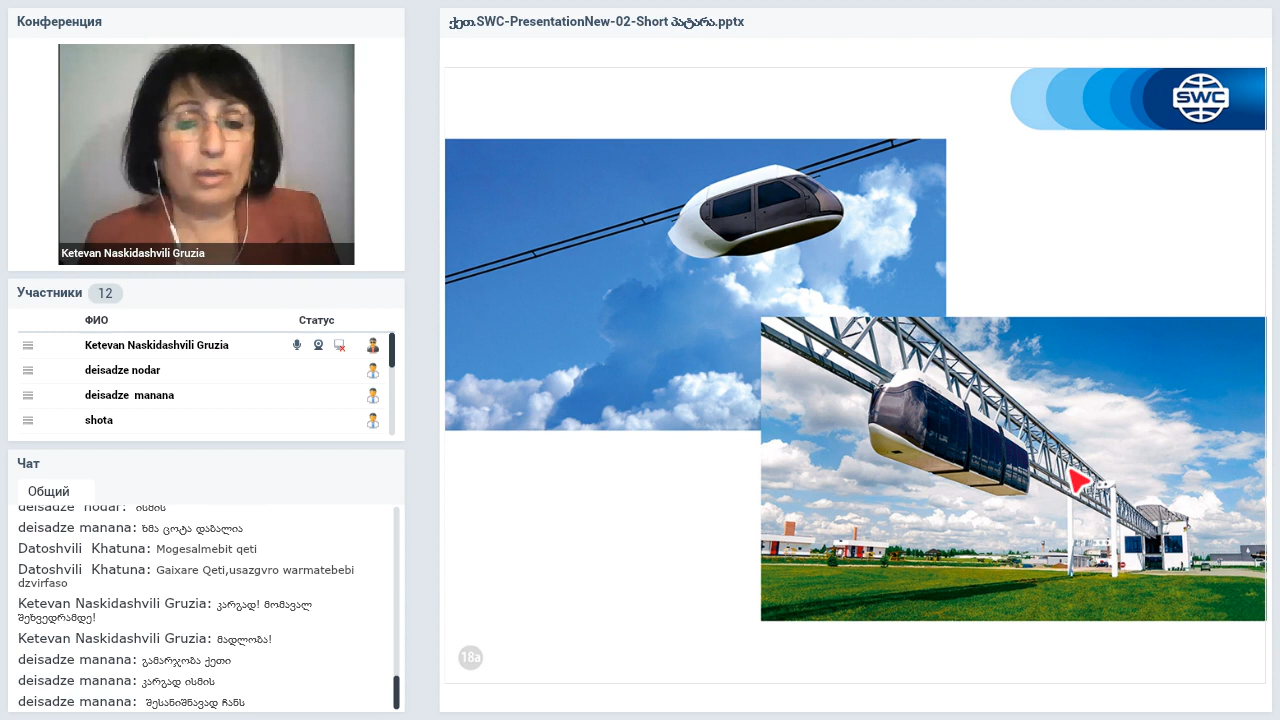 Конференция
Ketevan Naskidashvili Gruzia
Участники 12
ФИО Статус
Ketevan Naskidashvili Gruzia
deisadze nodar
deisadze manana
shota
Чат
Общий
deisadze nodar: ისმის
deisadze manana: ხმა ცოტა დაბალია
Datoshvili Khatuna: Mogesalmebit qeti
Datoshvili Khatuna: Gaixare Qeti,usazgvro warmatebebi
dzvirfaso
Ketevan Naskidashvili Gruzia: კარგად! მომავალ
შეხვედრამდე!
Ketevan Naskidashvili Gruzia: მადლობა!
deisadze manana: გამარჯობა ქეთი
deisadze manana: კარგად ისმის
deisadze manana: შესანიშნავად ჩანს
ქეთ.SWC-PresentationNew-02-Short პატარა.pptx
SWC
18a